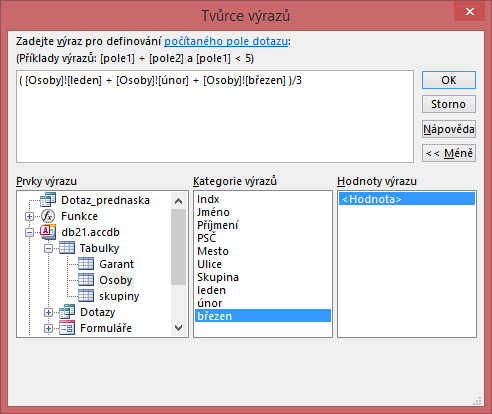 Tvůrce výrazů
Zadejte výraz pro definování počítaného pole dotazu:
(Příklady výrazů: [pole1] + [pole2] a [pole1] < 5)
( [Osoby]![leden] + [Osoby]![únor] + [Osoby]![březen] )/3
OK
Storno
Nápověda
<< Méně
Prvky výrazu
Dotaz_prednaska
Funkce
db21.accdb
Tabulky
Garant
Osoby
skupiny
Dotazy
Formuláře
Kategorie výrazů
Indx
Jméno
Příjmení
PSČ
Mesto
Ulice
Skupina
leden
únor
březen
Hodnoty výrazu
<Hodnota>